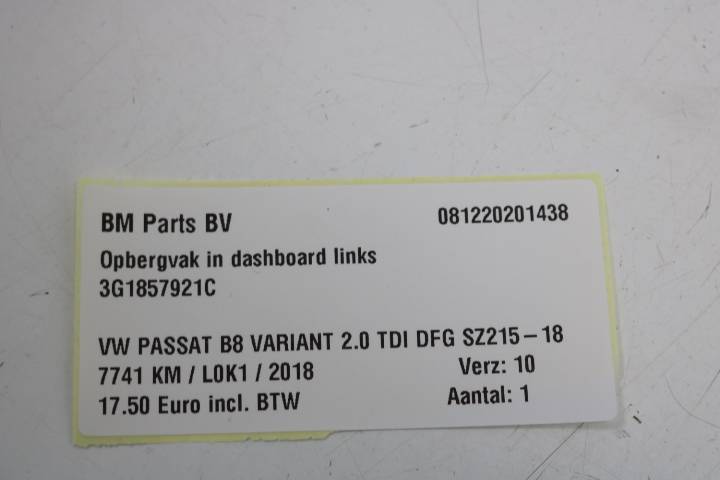 BM Parts BV 081220201438
Opbergvak in dashboard links
3G1857921C
VW PASSAT B8 VARIANT 2.0 TDI DFG SZ215-18
7741 KM / L0K1 / 2018 Verz: 10
17.50 Euro incl. BTW Aantal: 1